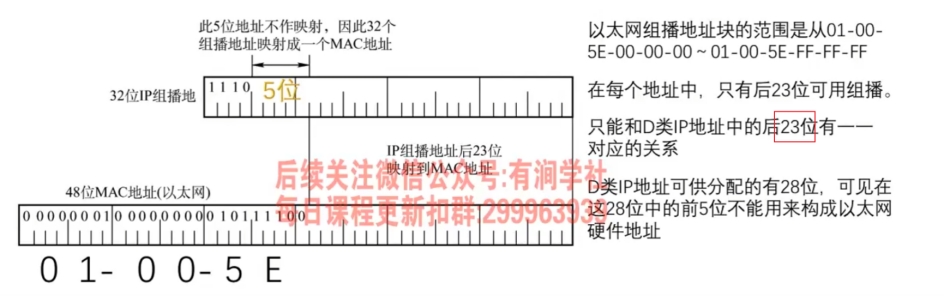 此5位地址不作映射，因此32个
组播地址映射成一个MAC地址
1110 5位
32位IP组播地
IP组播地址后23位
映射到MAC地址
48位MAC地址(以太网)
0 0 0 0 0 0 0 1 0 0 0 0 0 0 0 0 0 1 0 1 1 1 1 0 0
0 1- 0 0-5 E
以太网组播地址块的范围是从01-00-
5E-00-00-00 ~ 01-00-5E-FF-FF-FF
在每个地址中，只有后23位可用组播。
只能和D类IP地址中的后23位有一一
对应的关系
D类IP地址可供分配的有28位，可见在
这28位中的前5位不能用来构成以太网
硬件地址
后续关注微信公众号:有涧学社
每日课程更新扣群:299963939